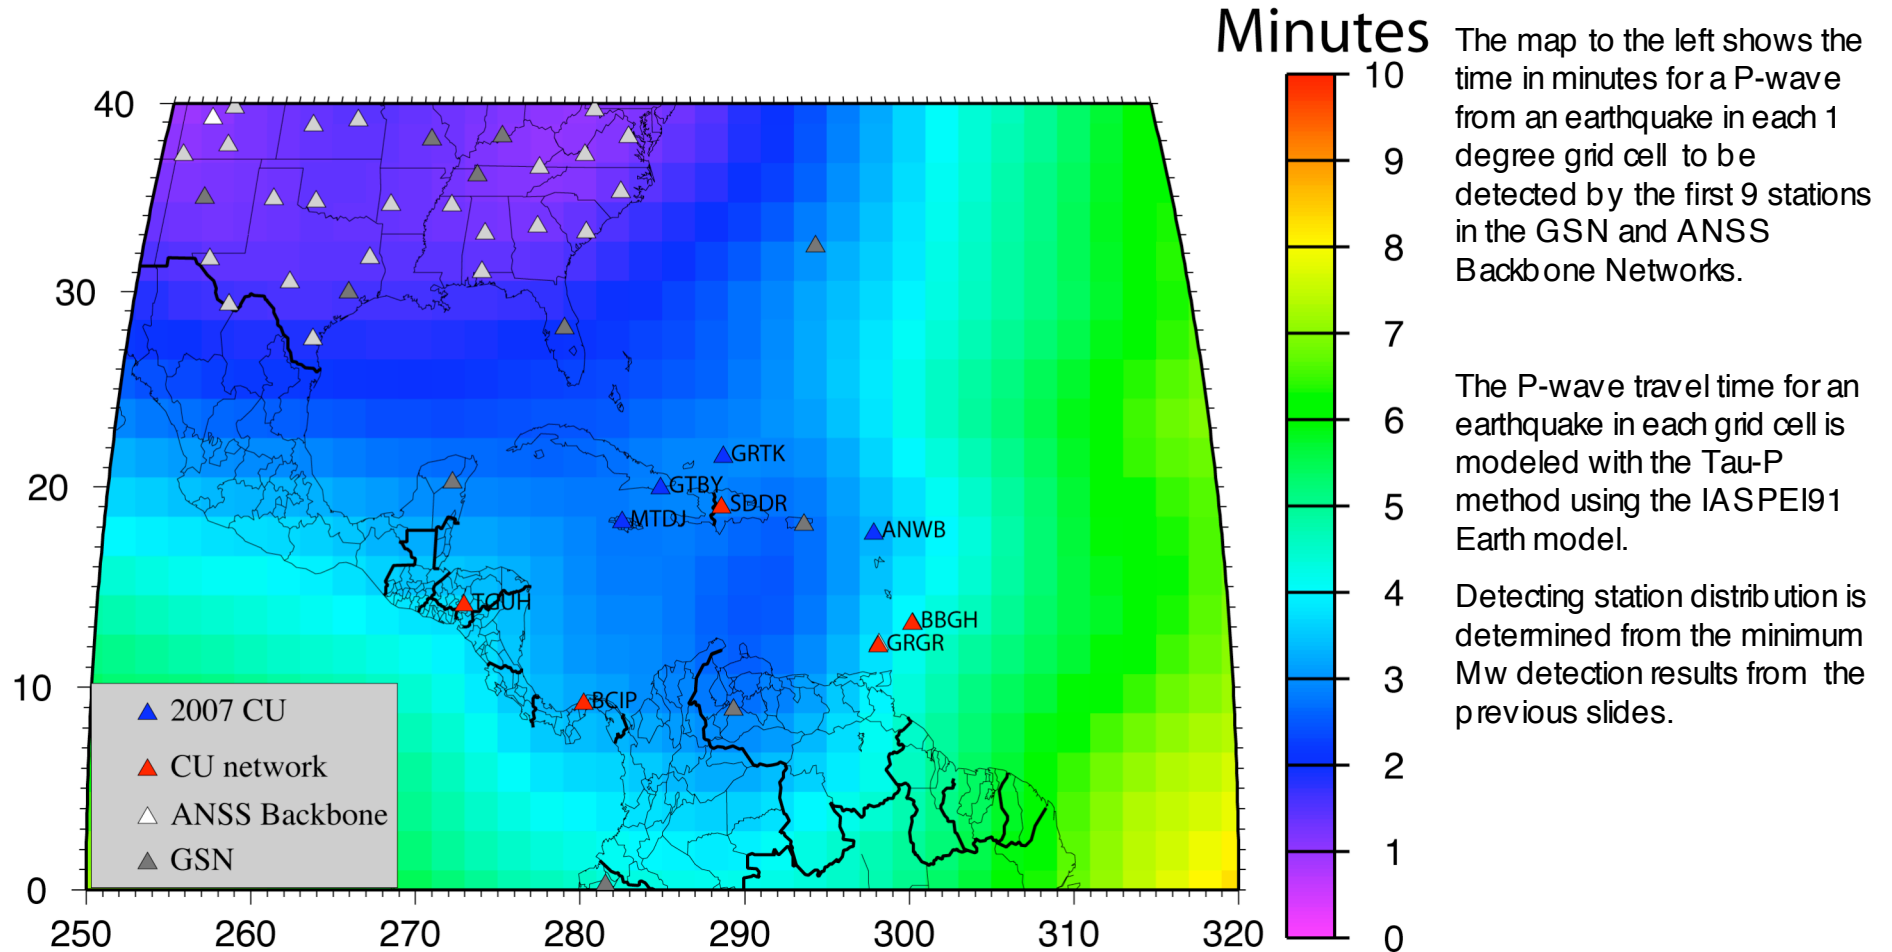 Minutes
The map to the left shows the
time in minutes for a P-wave
from an earthquake in each 1
degree grid cell to be
detected by the first 9 stations
in the GSN and ANSS
Backbone Networks.
The P-wave travel time for an
earthquake in each grid cell is
modeled with the Tau-P
method using the IASPEI91
Earth model.
Detecting station distribution is
determined from the minimum
Mw detection results from the
previous slides.
10
9
8
7
6
5
4
3
2
1
0
40
30
20
10
0
250 260 270 280 290 300 310 320
GRTK
GTBY
SDDR
MTDJ
ANWB
TGUH
BBGH
GRGR
BCIP
2007 CU
CU network
ANSS Backbone
GSN